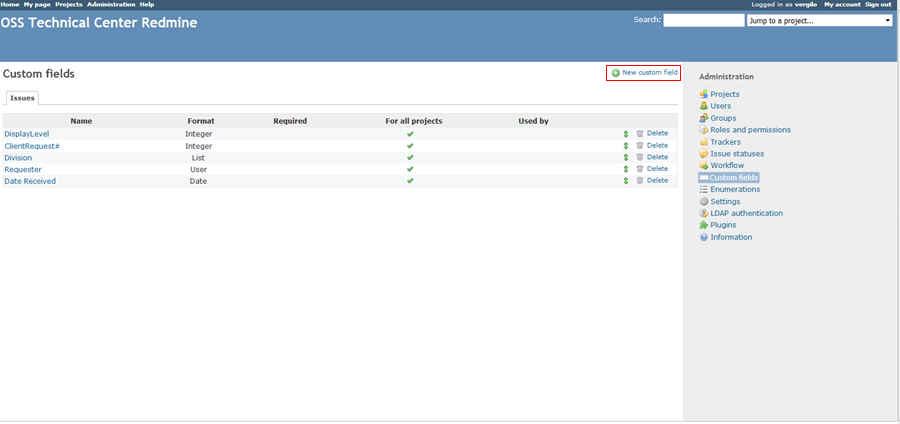 Home My page Projects Administration Help Logged in as vergilo My account Sign out
OSS Technical Center Redmine Search: Jump to a project...
Custom fields New custom field
Issues
Name Format Required For all projects Used by
DisplayLevel Integer Delete
ClientRequest# Integer Delete
Division List Delete
Requester User Delete
Date Received Date Delete
Administration
Projects
Users
Groups
Roles and permissions
Trackers
Issue statuses
Workflow
Custom fields
Enumerations
Settings
LDAP authentication
Plugins
Information